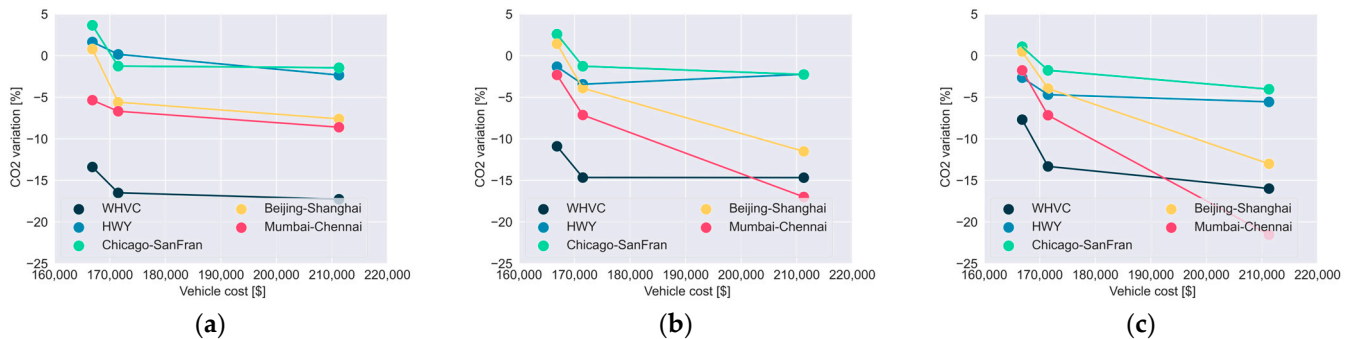 5
0
−5
−10
−15
−20
−25
CO2 variation [%]
WHVC
HWY
Chicago-SanFran
Beijing-Shanghai
Mumbai-Chennai
160,000 170,000 180,000 190,000 200,000 210,000 220,000
Vehicle cost [$]
(a)
5
0
−5
−10
−15
−20
−25
CO2 variation [%]
WHVC
HWY
Chicago-SanFran
Beijing-Shanghai
Mumbai-Chennai
160,000 170,000 180,000 190,000 200,000 210,000 220,000
Vehicle cost [$]
(b)
5
0
−5
−10
−15
−20
−25
CO2 variation [%]
WHVC
HWY
Chicago-SanFran
Beijing-Shanghai
Mumbai-Chennai
160,000 170,000 180,000 190,000 200,000 210,000 220,000
Vehicle cost [$]
(c)